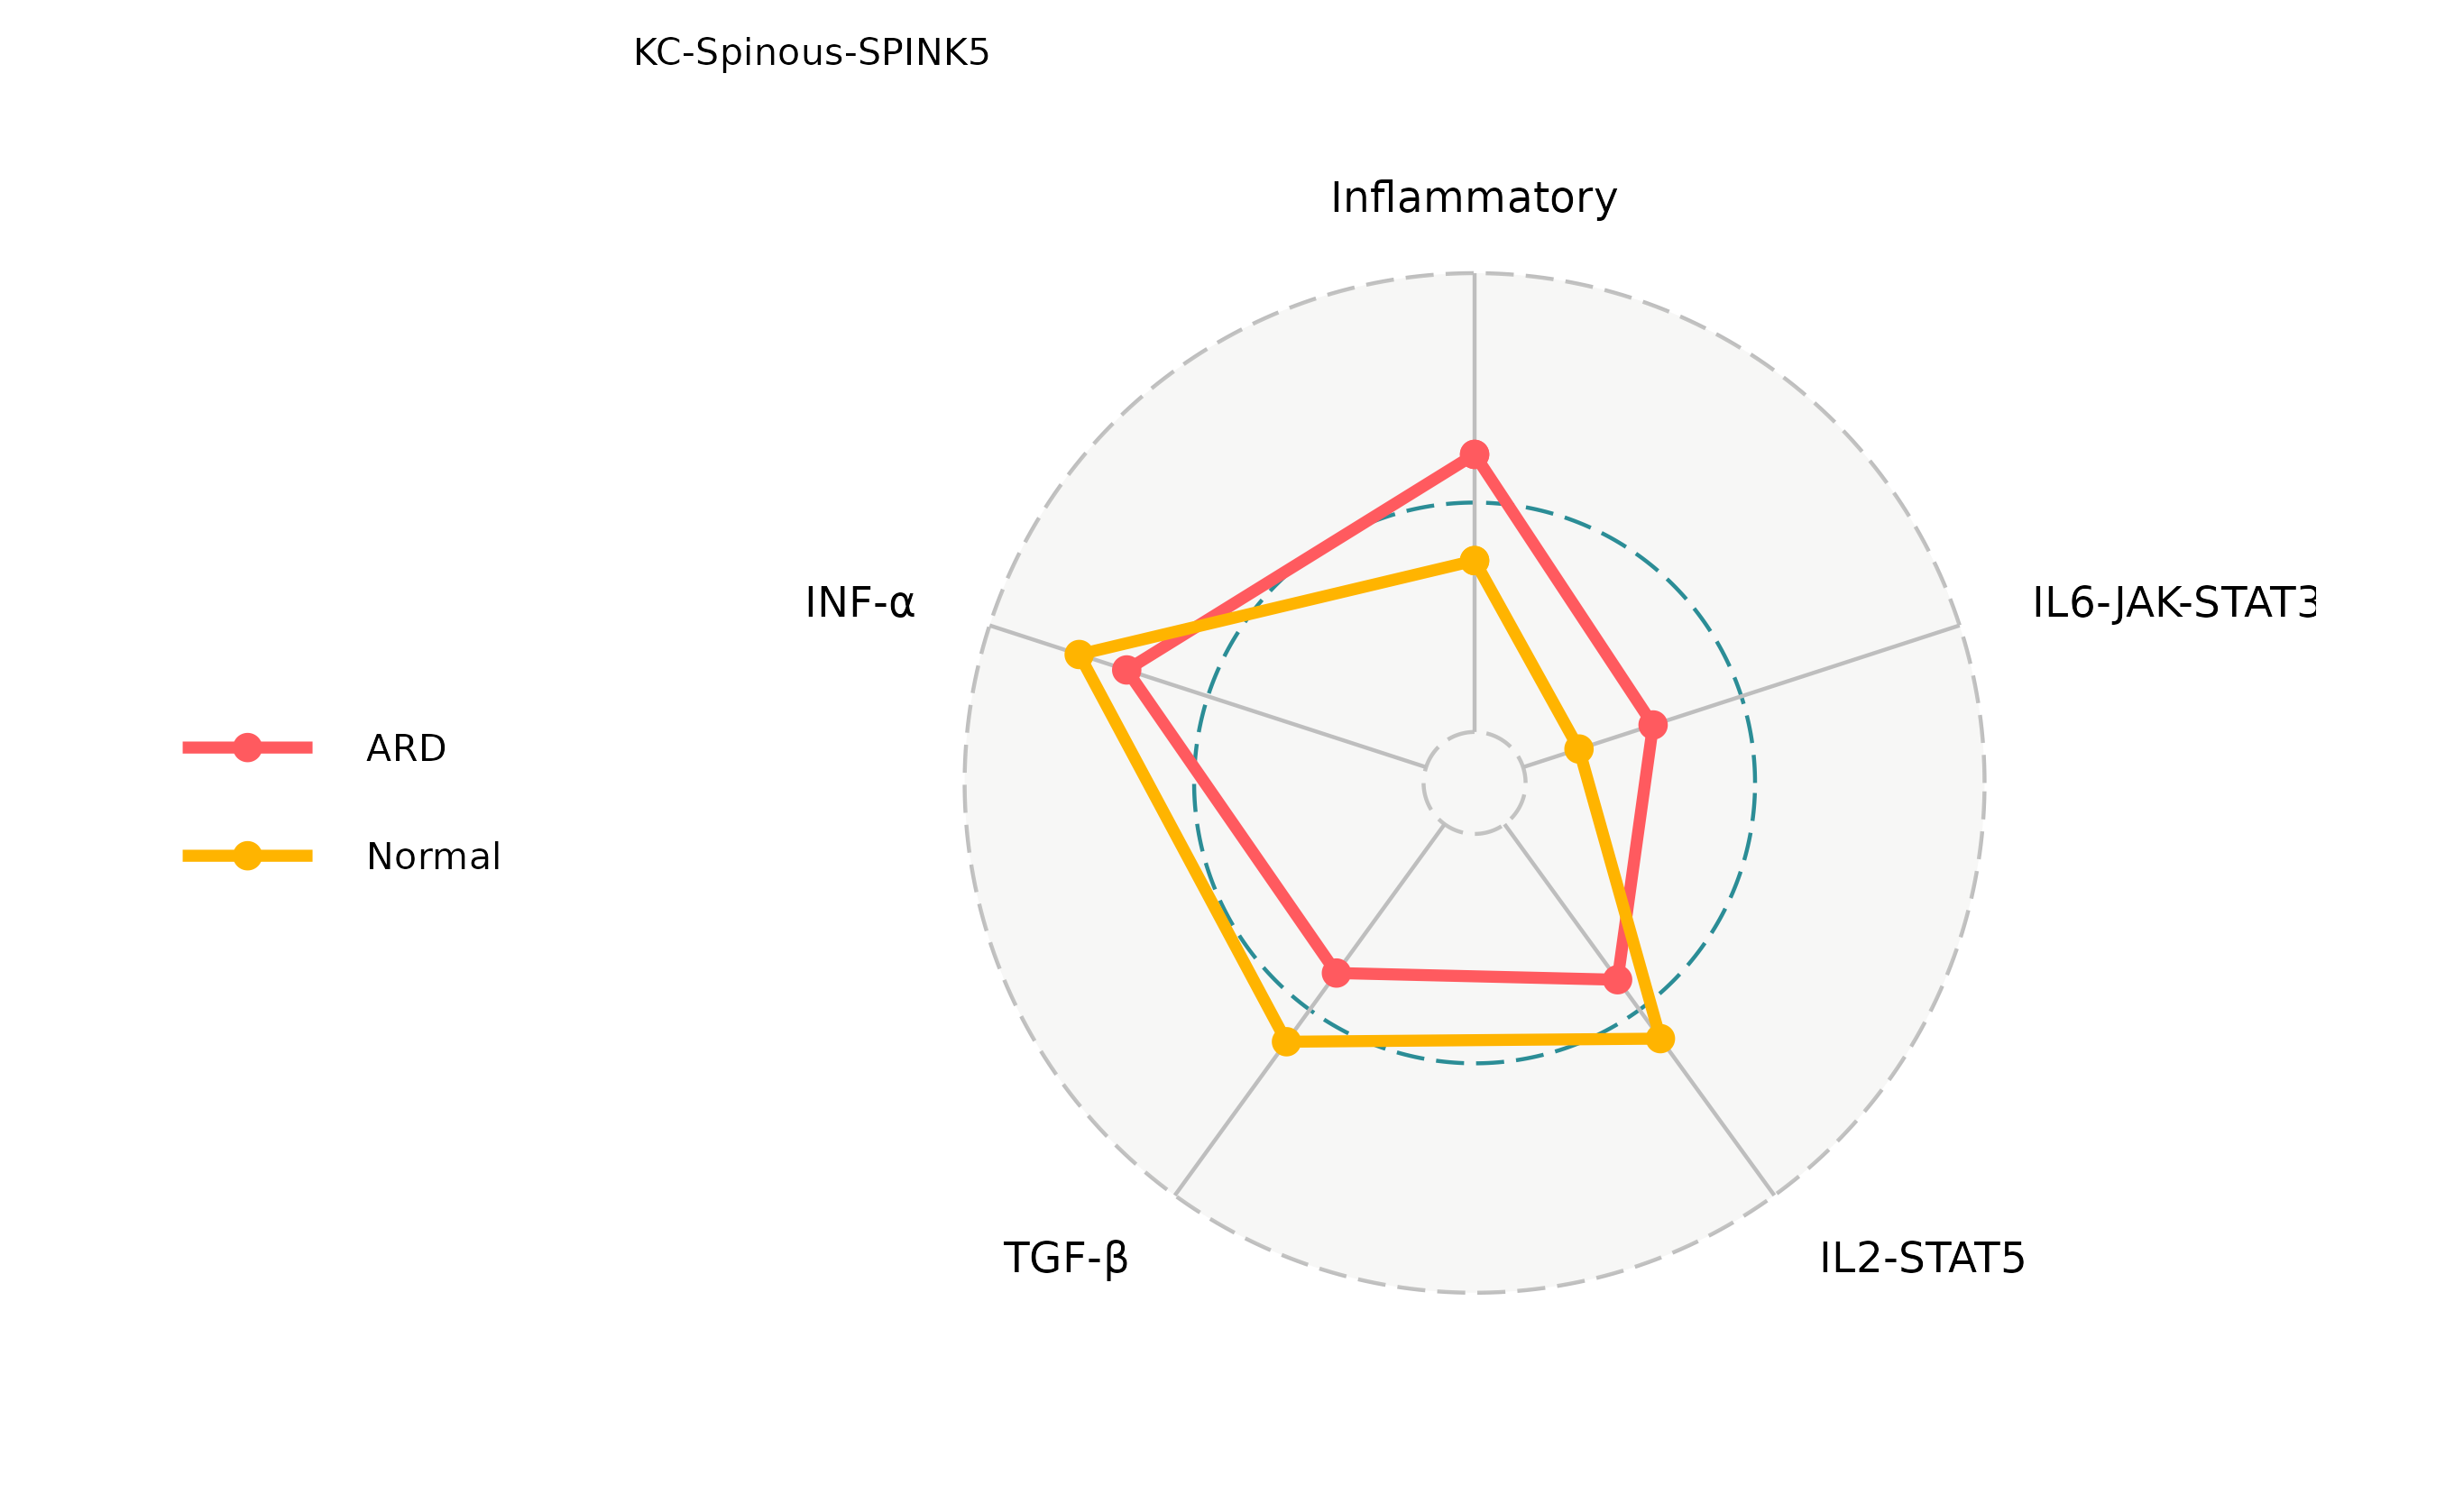 KC-Spinous-SPINK5
Inflammatory
INF-α
IL6-JAK-STAT3
ARD
Normal
TGF-β
IL2-STAT5